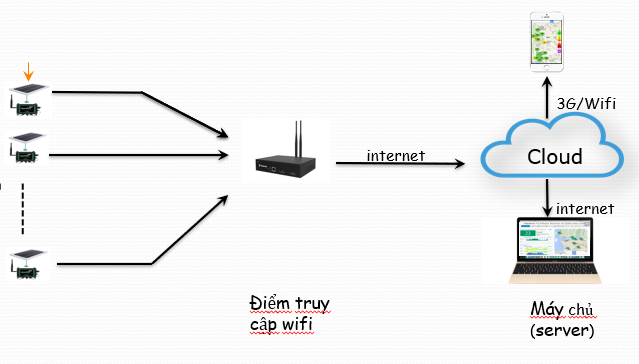 3G/Wifi
internet
Cloud
internet
Điểm truy
cập wifi
Máy chủ
(server)